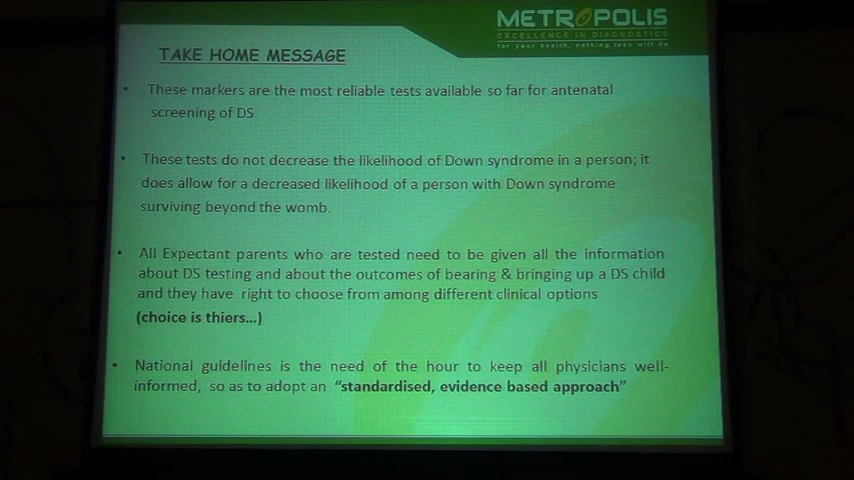 METROPOLIS
EXCELLENCE IN DIAGNOSTICS
for your health, nothing less will do
TAKE HOME MESSAGE
• These markers are the most reliable tests available so far for antenatal
screening of DS
• These tests do not decrease the likelihood of Down syndrome in a person; it
does allow for a decreased likelihood of a person with Down syndrome
surviving beyond the womb.
• All Expectant parents who are tested need to be given all the information
about DS testing and about the outcomes of bearing & bringing up a DS child
and they have right to choose from among different clinical options
(choice is thiers...)
• National guidelines is the need of the hour to keep all physicians well-
informed, so as to adopt an "standardised, evidence based approach"